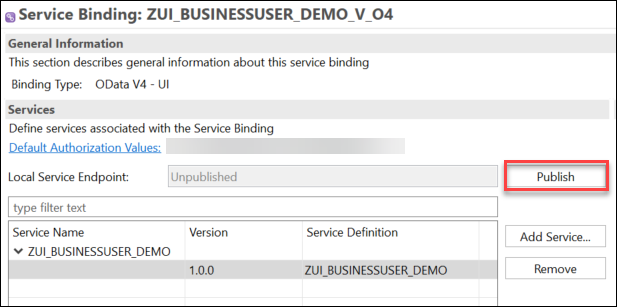 Service Binding: ZUI_BUSINESSUSER_DEMO_V_O4
General Information
This section describes general information about this service binding
Binding Type: OData V4 - UI
Services
Define services associated with the Service Binding
Default Authorization Values:
Local Service Endpoint: Unpublished Publish
type filter text
Service Name Version Service Definition Add Service...
ZUI_BUSINESSUSER_DEMO
1.0.0 ZUI_BUSINESSUSER_DEMO Remove